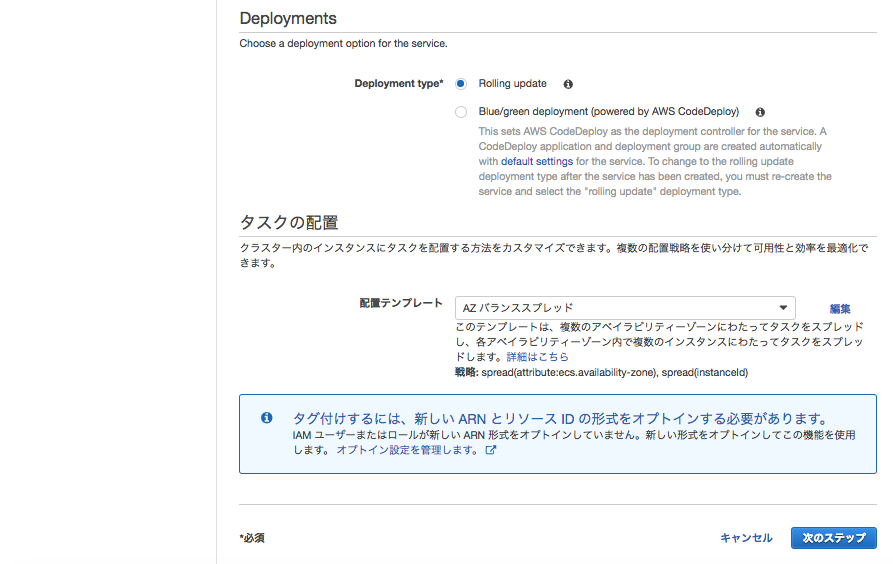 Deployments
Choose a deployment option for the service.
Deployment type* Rolling update
Blue/green deployment (powered by AWS CodeDeploy)
This sets AWS CodeDeploy as the deployment controller for the service. A
CodeDeploy application and deployment group are created automatically
with default settings for the service. To change to the rolling update
deployment type after the service has been created, you must re-create the
service and select the "rolling update" deployment type.
タスクの配置
クラスター内のインスタンスにタスクを配置する方法をカスタマイズできます。複数の配置戦略を使い分けて可用性と効率を最適化で
きます。
配置テンプレート AZ バランススプレッド 編集
このテンプレートは、複数のアベイラビリティーゾーンにわたってタスクをスプレッド
し、各アベイラビリティーゾーン内で複数のインスタンスにわたってタスクをスプレッ
ドします。詳細はこちら
戦略: spread(attribute:ecs.availability-zone), spread(instanceId)
タグ付けするには、新しい ARN とリソース ID の形式をオプトインする必要があります。
IAM ユーザーまたはロールが新しい ARN 形式をオプトインしていません。新しい形式をオプトインしてこの機能を使用
します。 オプトイン設定を管理します。
*必須 キャンセル 次のステップ